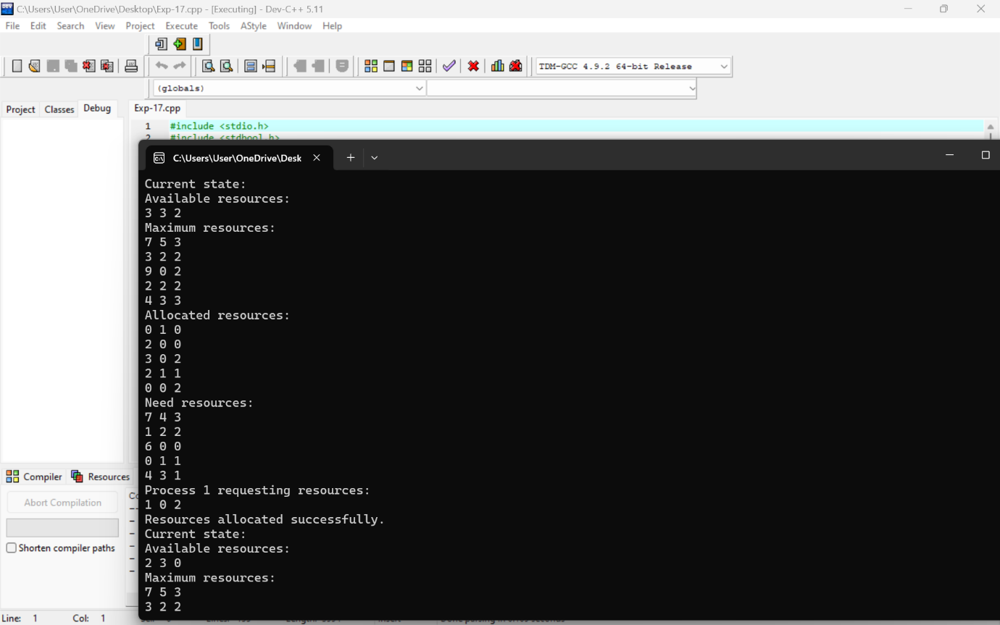 C:\Users\User\OneDrive\Desktop\Exp-17.cpp - [Executing] - Dev-C++ 5.11
File Edit Search View Project Execute Tools AStyle Window Help
TDM-GCC 4.9.2 64-bit Release
(globals)
Project Classes Debug
Exp-17.cpp
1 #include <stdio.h>
2 #include <stdbool.h>
C:\Users\User\OneDrive\Desk
Current state:
Available resources:
3 3 2
Maximum resources:
7 5 3
3 2 2
9 0 2
2 2 2
4 3 3
Allocated resources:
0 1 0
2 0 0
3 0 2
2 1 1
0 0 2
Need resources:
7 4 3
1 2 2
6 0 0
0 1 1
4 3 1
Process 1 requesting resources:
1 0 2
Resources allocated successfully.
Current state:
Available resources:
2 3 0
Maximum resources:
7 5 3
3 2 2
Compiler Resources
Abort Compilation
Shorten compiler paths
Line: 1 Col: 1